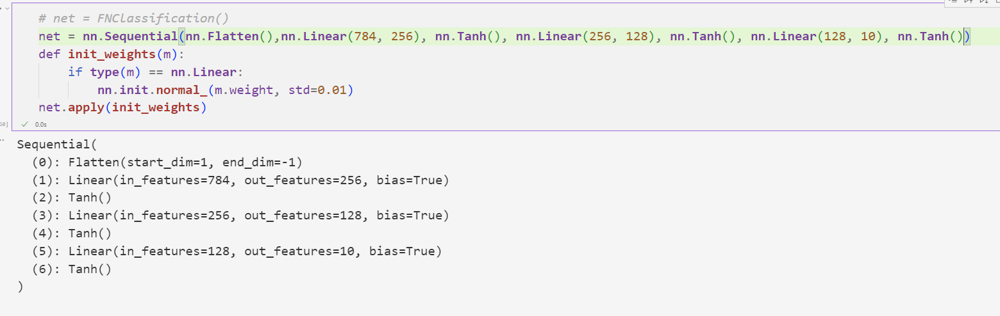 # net = FNClassification()
net = nn.Sequential(nn.Flatten(),nn.Linear(784, 256), nn.Tanh(), nn.Linear(256, 128), nn.Tanh(), nn.Linear(128, 10), nn.Tanh())
def init_weights(m):
    if type(m) == nn.Linear:
        nn.init.normal_(m.weight, std=0.01)
net.apply(init_weights)
0.0s
Sequential(
  (0): Flatten(start_dim=1, end_dim=-1)
  (1): Linear(in_features=784, out_features=256, bias=True)
  (2): Tanh()
  (3): Linear(in_features=256, out_features=128, bias=True)
  (4): Tanh()
  (5): Linear(in_features=128, out_features=10, bias=True)
  (6): Tanh()
)